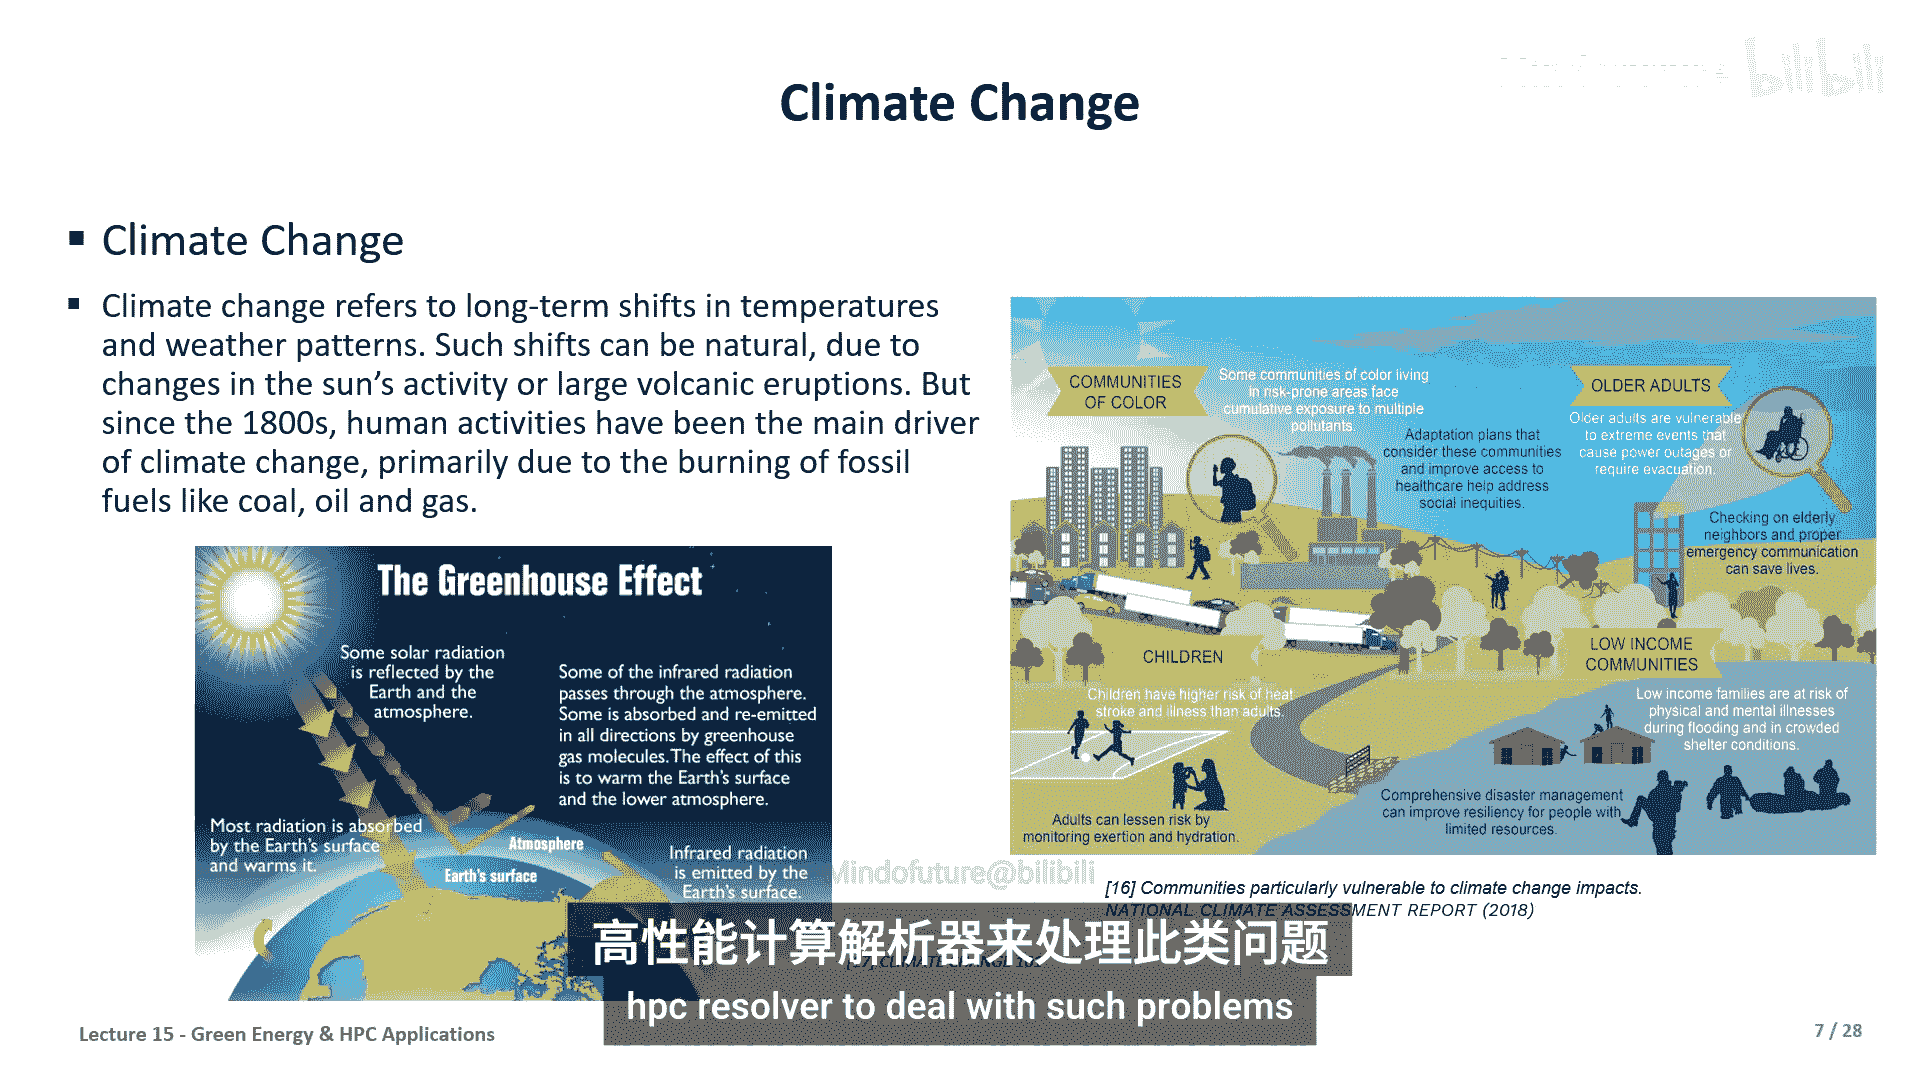 bilibili
Climate Change
Climate Change
Climate change refers to long-term shifts in temperatures
and weather patterns. Such shifts can be natural, due to
changes in the sun’s activity or large volcanic eruptions. But
since the 1800s, human activities have been the main driver
of climate change, primarily due to the burning of fossil
fuels like coal, oil and gas.
The Greenhouse Effect
Some solar radiation
is reflected by the
Earth and the
atmosphere.
Some of the infrared radiation
passes through the atmosphere.
Some is absorbed and re-emitted
in all directions by greenhouse
gas molecules. The effect of this
is to warm the Earth's surface
and the lower atmosphere.
Most radiation is absorbed
by the Earth's surface
and warms it.
Atmosphere
Earth's surface
Infrared radiation
is emitted by the
Earth's surface.
COMMUNITIES
OF COLOR
Some communities of color living
in risk-prone areas face
cumulative exposure to multiple
pollutants.
Adaptation plans that
consider these communities
and improve access to
healthcare help address
social inequities.
OLDER ADULTS
Older adults are vulnerable
to extreme events that
cause power outages or
require evacuation.
Checking on elderly
neighbors and proper
emergency communication
can save lives.
CHILDREN
Children have higher risk of heat
stroke and illness than adults.
Adults can lessen risk by
monitoring exertion and hydration.
LOW INCOME
COMMUNITIES
Low income families are at risk of
physical and mental illnesses
during flooding and in crowded
shelter conditions.
Comprehensive disaster management
can improve resiliency for people with
limited resources.
Mindofuture@bilibili
[16] Communities particularly vulnerable to climate change impacts.
NATIONAL CLIMATE ASSESSMENT REPORT (2018)
高性能计算解析器来处理此类问题
hpc resolver to deal with such problems
Lecture 15 - Green Energy & HPC Applications
7 / 28